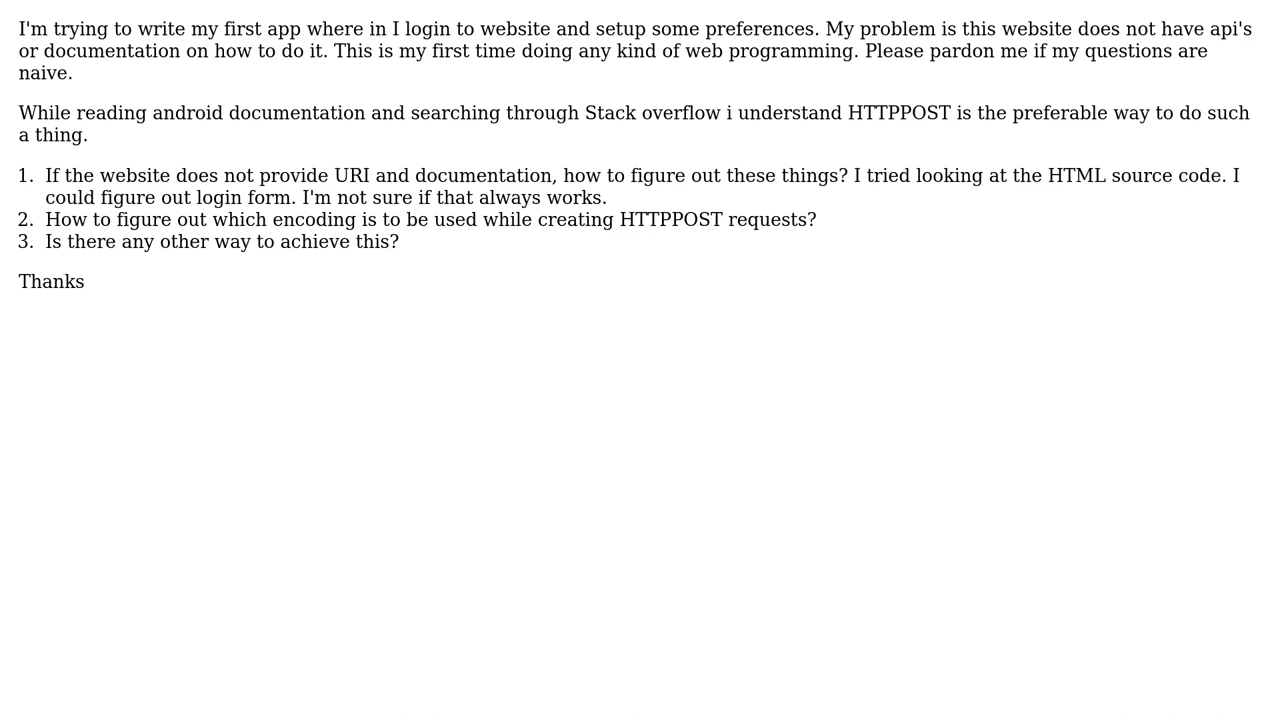 I'm trying to write my first app where in I login to website and setup some preferences. My problem is this website does not have api's
or documentation on how to do it. This is my first time doing any kind of web programming. Please pardon me if my questions are
naive.
While reading android documentation and searching through Stack overflow i understand HTTPPOST is the preferable way to do such
a thing.
1. If the website does not provide URI and documentation, how to figure out these things? I tried looking at the HTML source code. I
could figure out login form. I'm not sure if that always works.
2. How to figure out which encoding is to be used while creating HTTPPOST requests?
3. Is there any other way to achieve this?
Thanks